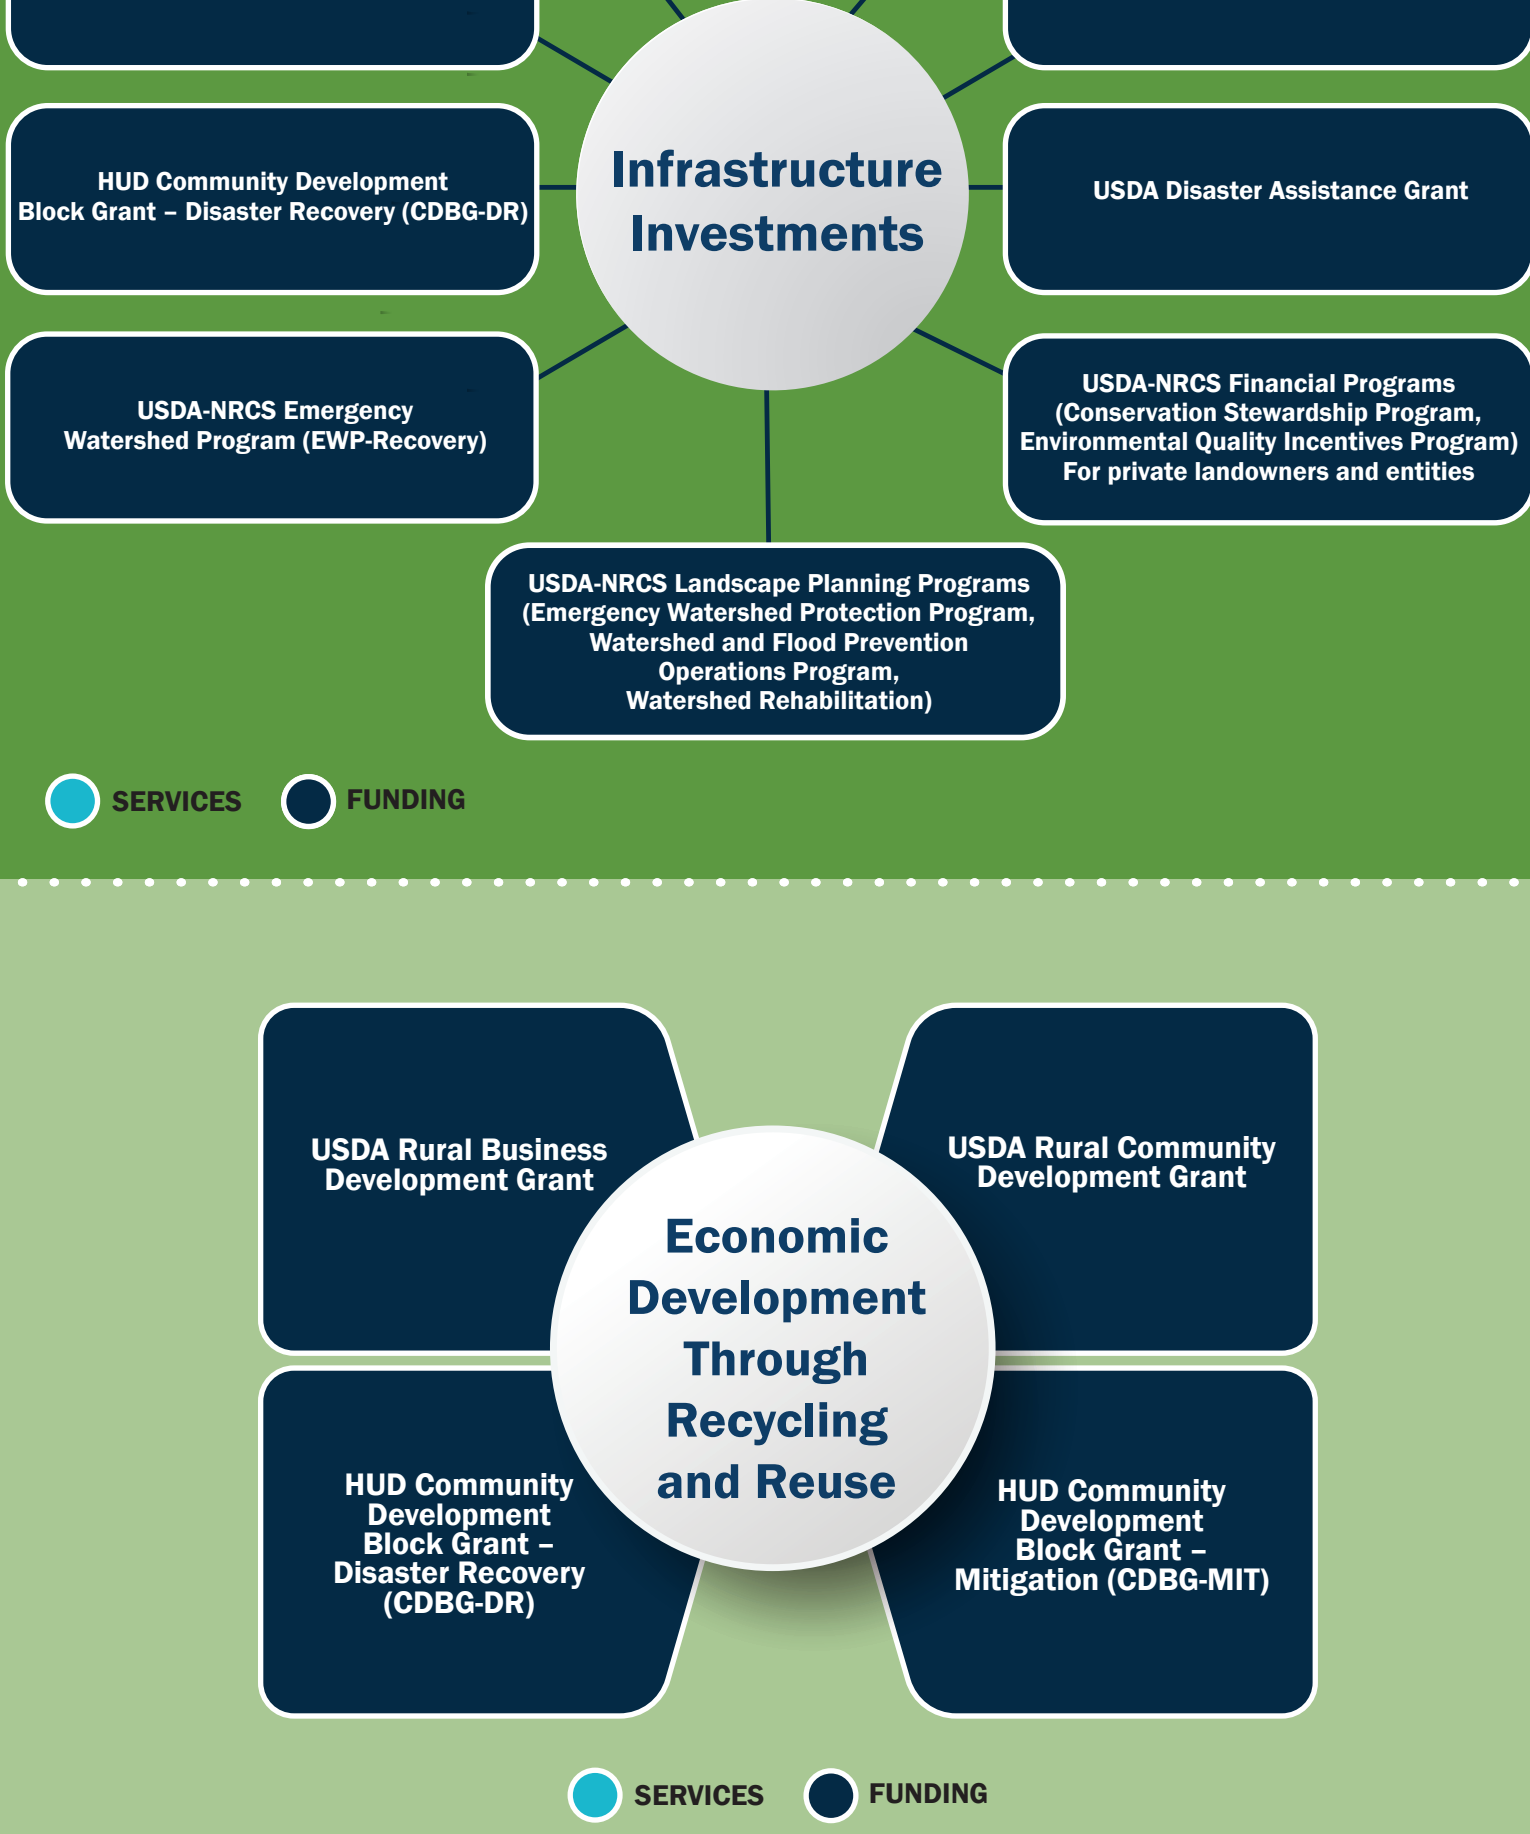 Infrastructure
Investments
HUD Community Development
Block Grant – Disaster Recovery (CDBG-DR)
USDA Disaster Assistance Grant
USDA-NRCS Emergency
Watershed Program (EWP-Recovery)
USDA-NRCS Financial Programs
(Conservation Stewardship Program,
Environmental Quality Incentives Program)
For private landowners and entities
USDA-NRCS Landscape Planning Programs
(Emergency Watershed Protection Program,
Watershed and Flood Prevention
Operations Program,
Watershed Rehabilitation)
SERVICES
FUNDING
USDA Rural Business
Development Grant
USDA Rural Community
Development Grant
Economic
Development
Through
Recycling
and Reuse
HUD Community
Development
Block Grant –
Disaster Recovery
(CDBG-DR)
HUD Community
Development
Block Grant –
Mitigation (CDBG-MIT)
SERVICES
FUNDING